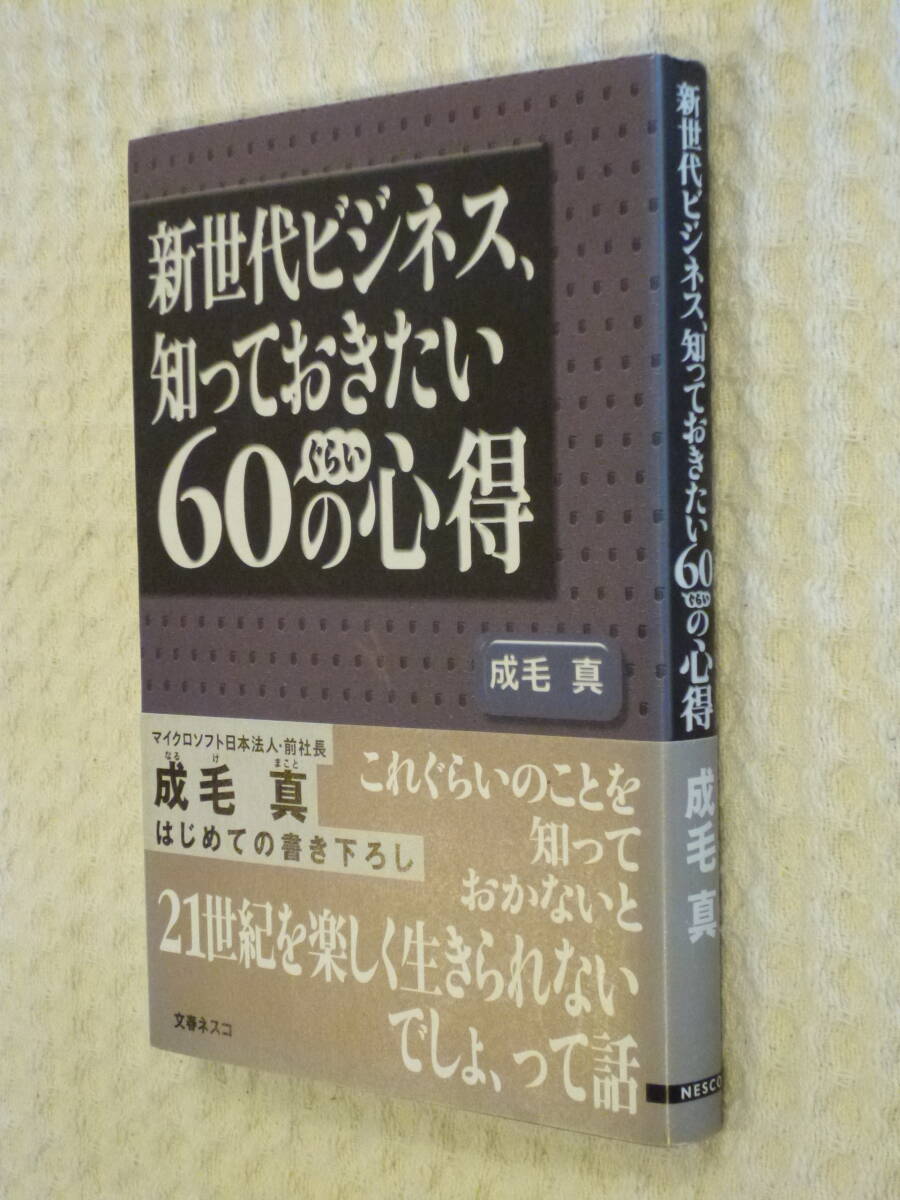 新世代ビジネス、
知っておきたい
60の心得
ぐらい
成毛 真
マイクロソフト日本法人・前社長
なる け まこと
成毛 真
はじめての書き下ろし
これぐらいのことを
知って
おかないと
21世紀を楽しく生きられない
でしょ、って話
文春ネスコ
新世代ビジネス、知っておきたい60の心得
ぐらい
成毛 真
NESCO